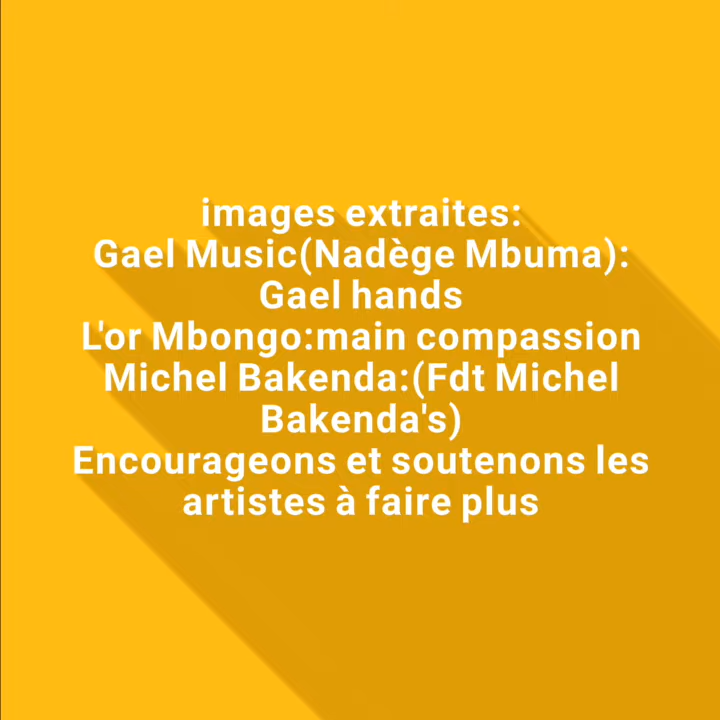 images extraites:
Gael Music(Nadège Mbuma):
Gael hands
L'or Mbongo:main compassion
Michel Bakenda:(Fdt Michel
Bakenda's)
Encourageons et soutenons les
artistes à faire plus